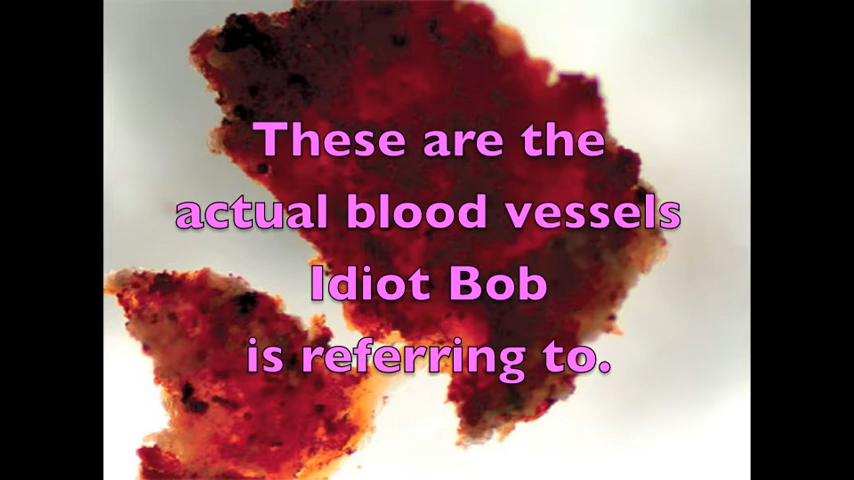 These are the
actual blood vessels
Idiot Bob
is referring to.